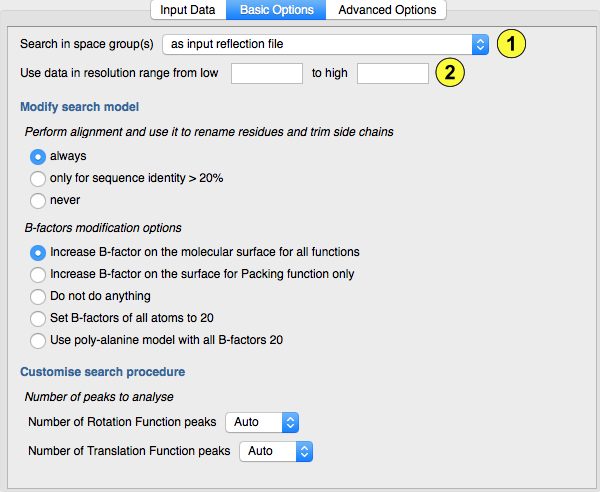 Input Data Basic Options Advanced Options
Search in space group(s) as input reflection file 1
Use data in resolution range from low to high 2
Modify search model
Perform alignment and use it to rename residues and trim side chains
always
only for sequence identity > 20%
never
B-factors modification options
Increase B-factor on the molecular surface for all functions
Increase B-factor on the surface for Packing function only
Do not do anything
Set B-factors of all atoms to 20
Use poly-alanine model with all B-factors 20
Customise search procedure
Number of peaks to analyse
Number of Rotation Function peaks Auto
Number of Translation Function peaks Auto